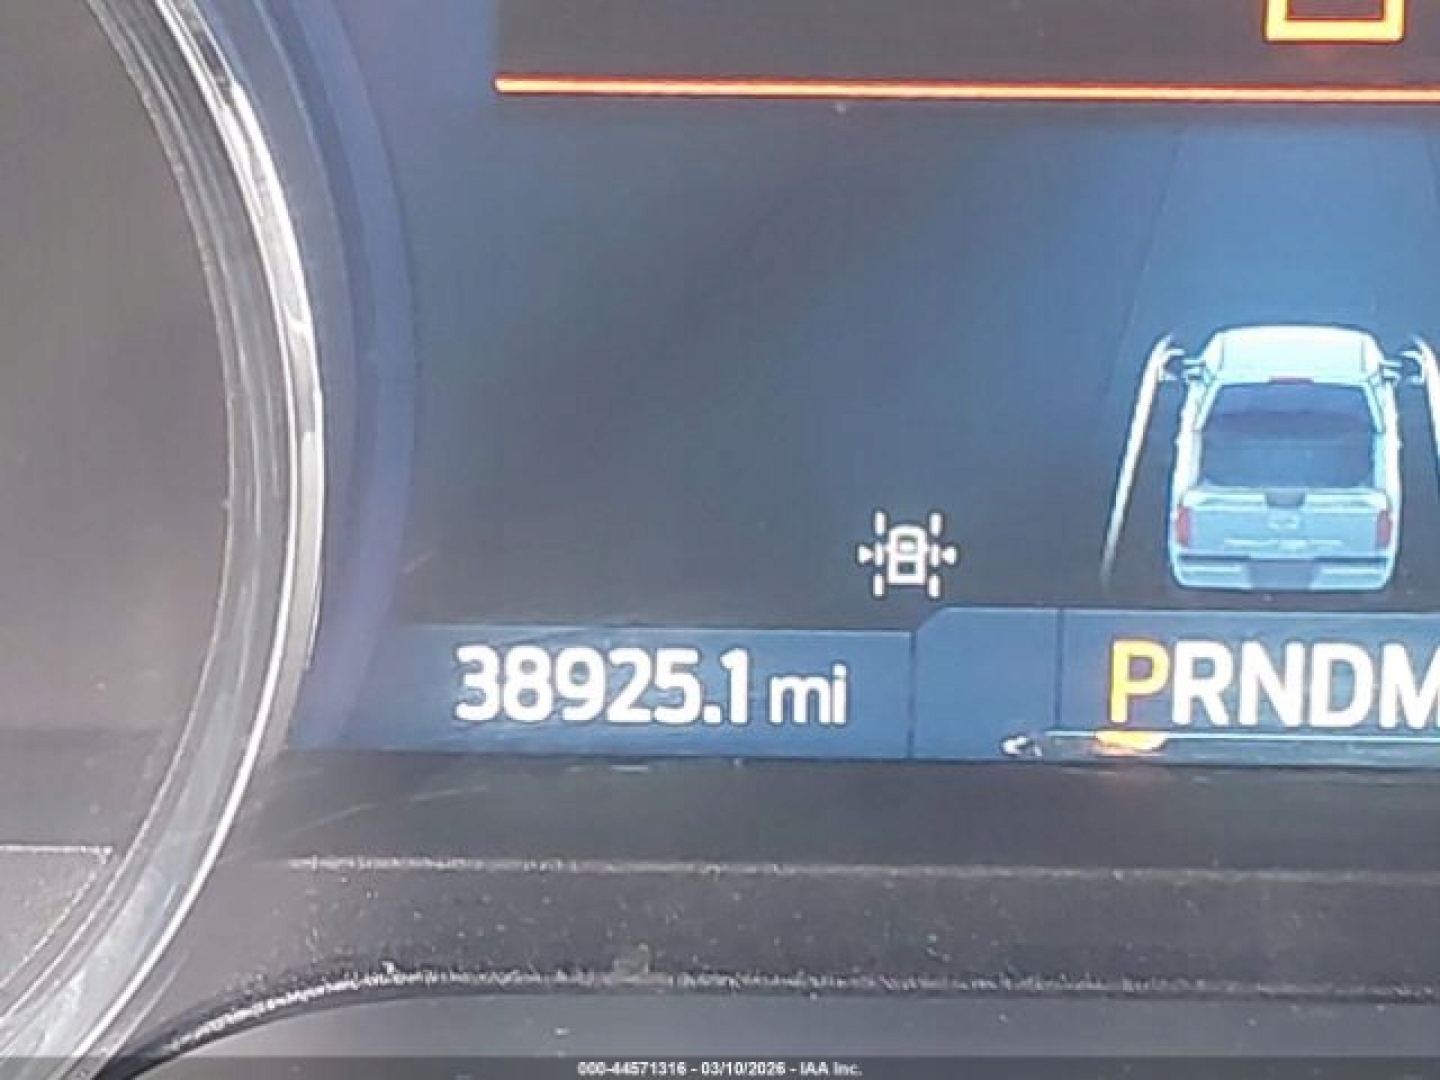 38925.1 mi
PRNDM
000-44571316 - 03/10/2026 - IAA Inc.